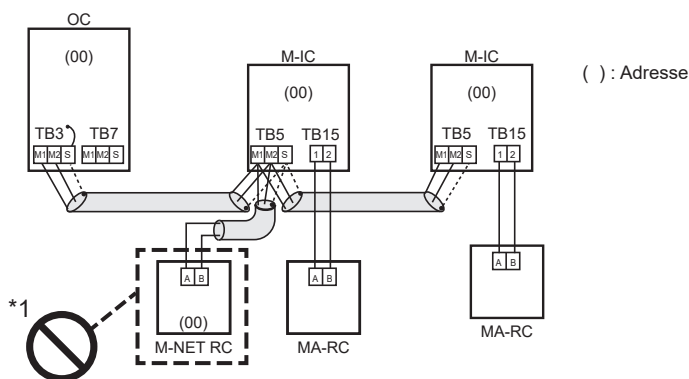 OC
(00)
TB3 TB7
M1 M2 S M1 M2 S
M-IC
(00)
TB5 TB15
M1 M2 S 1 2
M-IC
(00)
TB5 TB15
M1 M2 S 1 2
( ) : Adresse
*1
A B
(00)
M-NET RC
A B
MA-RC
A B
MA-RC